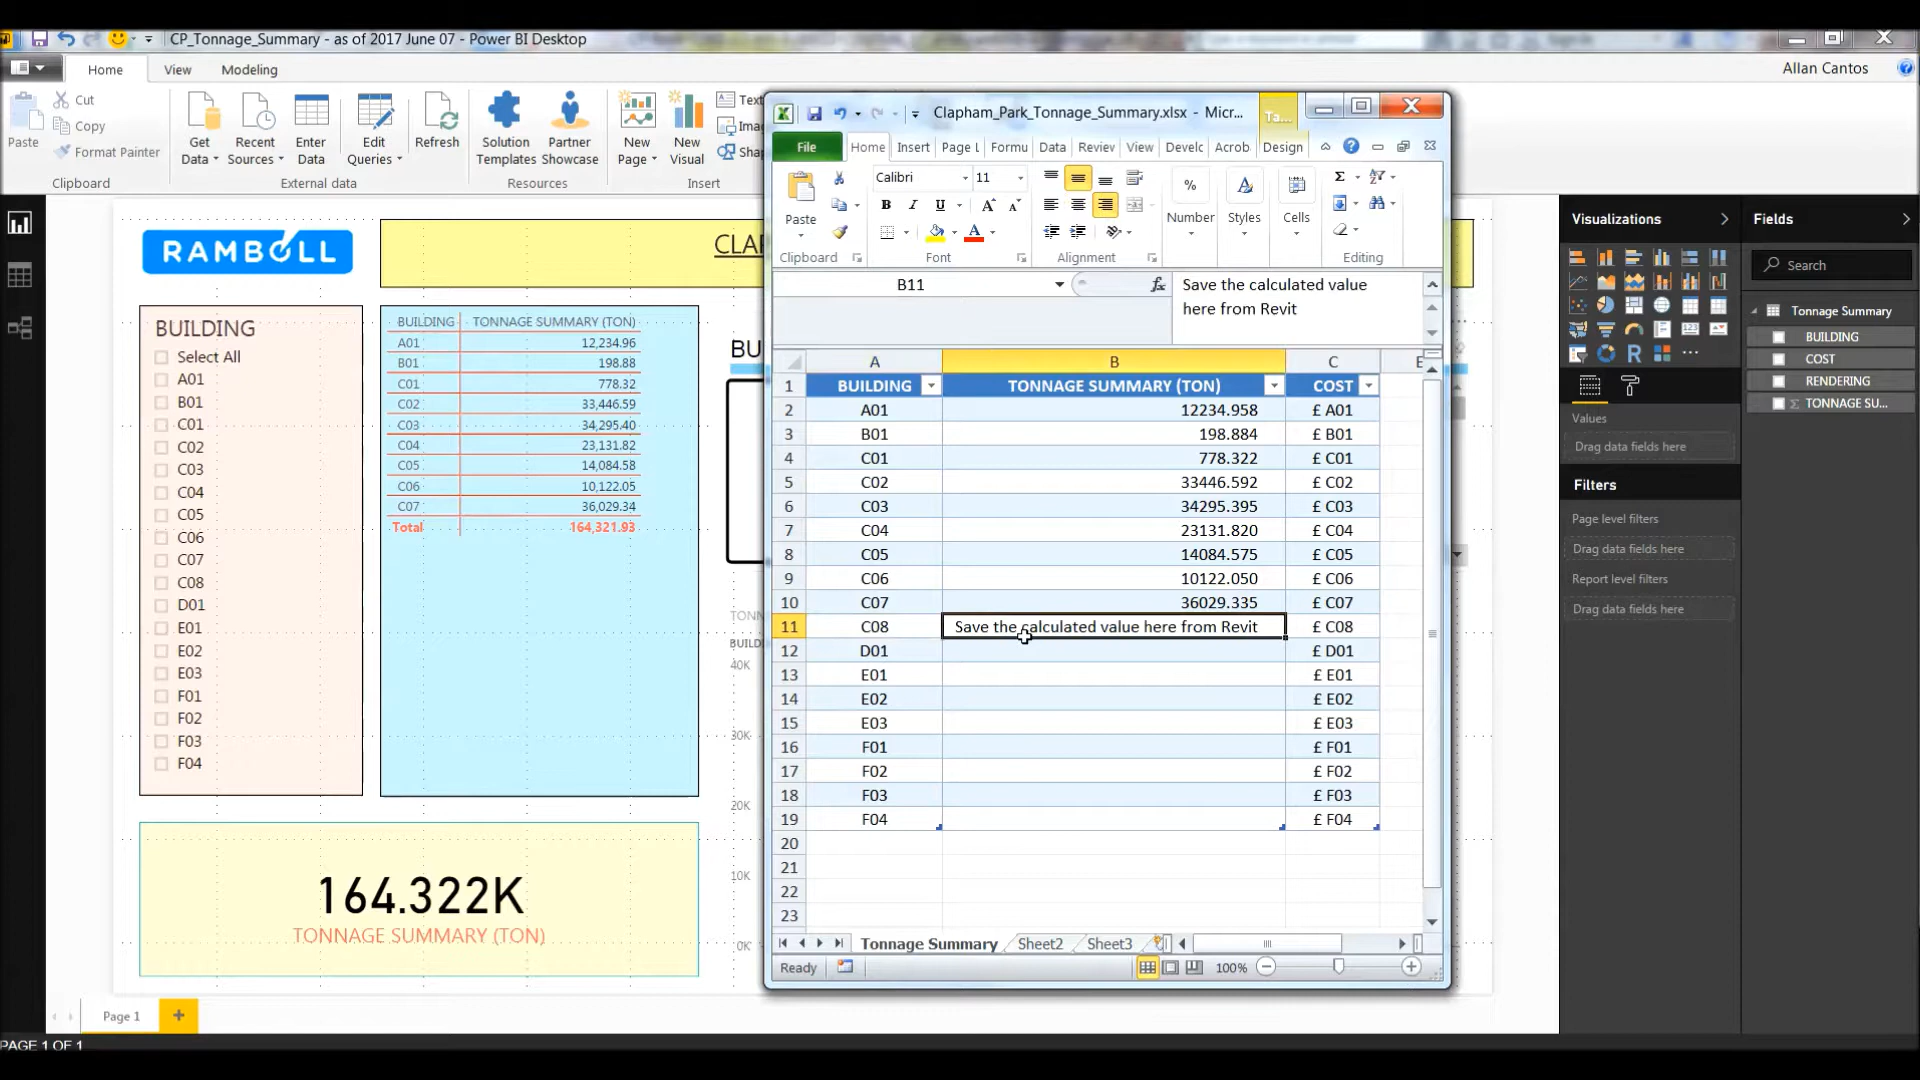 CP_Tonnage_Summary - as of 2017 June 07 - Power BI Desktop
Home View Modeling
Allan Cantos
Paste
Cut
Copy
Format Painter
Clipboard
Get Data
Recent Sources
Enter Data
Edit Queries
Refresh
External data
Solution Templates
Partner Showcase
Resources
New Page
New Visual
Text
Insert
RAMBOLL
BUILDING
Select All
A01
B01
C01
C02
C03
C04
C05
C06
C07
C08
D01
E01
E02
E03
F01
F02
F03
F04
BUILDING TONNAGE SUMMARY (TON)
A01 12,234.96
B01 198.88
C01 778.32
C02 33,446.59
C03 34,295.40
C04 23,131.82
C05 14,084.58
C06 10,122.05
C07 36,029.34
Total 164,321.93
164.322K
TONNAGE SUMMARY (TON)
40K
30K
20K
10K
0K
Page 1
PAGE 1 OF 1
Clapham_Park_Tonnage_Summary.xlsx - Micr...
Ta...
File Home Insert Page L Formu Data Review View Develc Acrob Design
Paste
Calibri 11
B I U
% Number
Styles
Cells
Clipboard Font Alignment Editing
B11
fx
Save the calculated value
here from Revit
A B C E
1 BUILDING TONNAGE SUMMARY (TON) COST
2 A01 12234.958 £ A01
3 B01 198.884 £ B01
4 C01 778.322 £ C01
5 C02 33446.592 £ C02
6 C03 34295.395 £ C03
7 C04 23131.820 £ C04
8 C05 14084.575 £ C05
9 C06 10122.050 £ C06
10 C07 36029.335 £ C07
11 C08 Save the calculated value here from Revit £ C08
12 D01 £ D01
13 E01 £ E01
14 E02 £ E02
15 E03 £ E03
16 F01 £ F01
17 F02 £ F02
18 F03 £ F03
19 F04 £ F04
20
21
22
23
Tonnage Summary Sheet2 Sheet3
Ready
100%
Visualizations
Values
Drag data fields here
Filters
Page level filters
Drag data fields here
Report level filters
Drag data fields here
Fields
Search
Tonnage Summary
BUILDING
COST
RENDERING
TONNAGE SU...